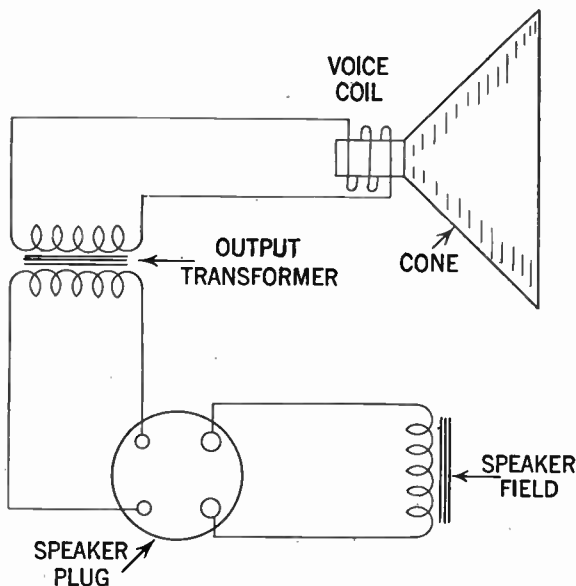 VOICE
COIL
OUTPUT
TRANSFORMER
CONE
SPEAKER
FIELD
SPEAKER
PLUG